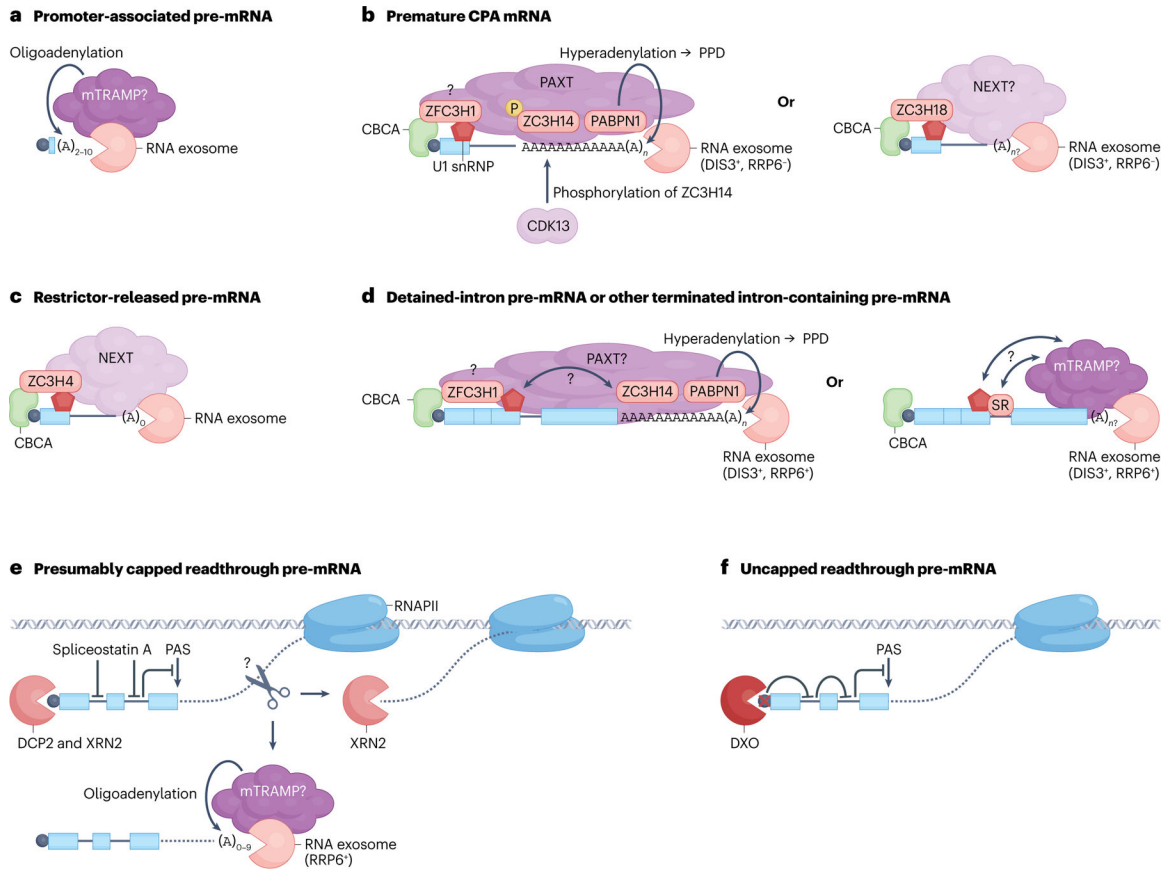 a Promoter-associated pre-mRNA
Oligoadenylation
mTRAMP?
(A)2–10
RNA exosome
b Premature CPA mRNA
Hyperadenylation → PPD
PAXT
?
P
ZFC3H1
ZC3H14
PABPN1
CBCA
AAAAAAAAAAAA(A)n
U1 snRNP
RNA exosome
(DIS3+, RRP6–)
Phosphorylation of ZC3H14
CDK13
Or
NEXT?
ZC3H18
CBCA
(A)n?
RNA exosome
(DIS3+, RRP6–)
c Restrictor-released pre-mRNA
NEXT
ZC3H4
(A)0
RNA exosome
CBCA
d Detained-intron pre-mRNA or other terminated intron-containing pre-mRNA
Hyperadenylation → PPD
PAXT?
?
?
ZFC3H1
ZC3H14
PABPN1
CBCA
AAAAAAAAAAAA(A)n
RNA exosome
(DIS3+, RRP6+)
Or
?
mTRAMP?
SR
(A)n?
CBCA
RNA exosome
(DIS3+, RRP6+)
e Presumably capped readthrough pre-mRNA
RNAPII
Spliceostatin A
PAS
?
DCP2 and XRN2
XRN2
mTRAMP?
Oligoadenylation
(A)0–9
RNA exosome
(RRP6+)
f Uncapped readthrough pre-mRNA
PAS
DXO